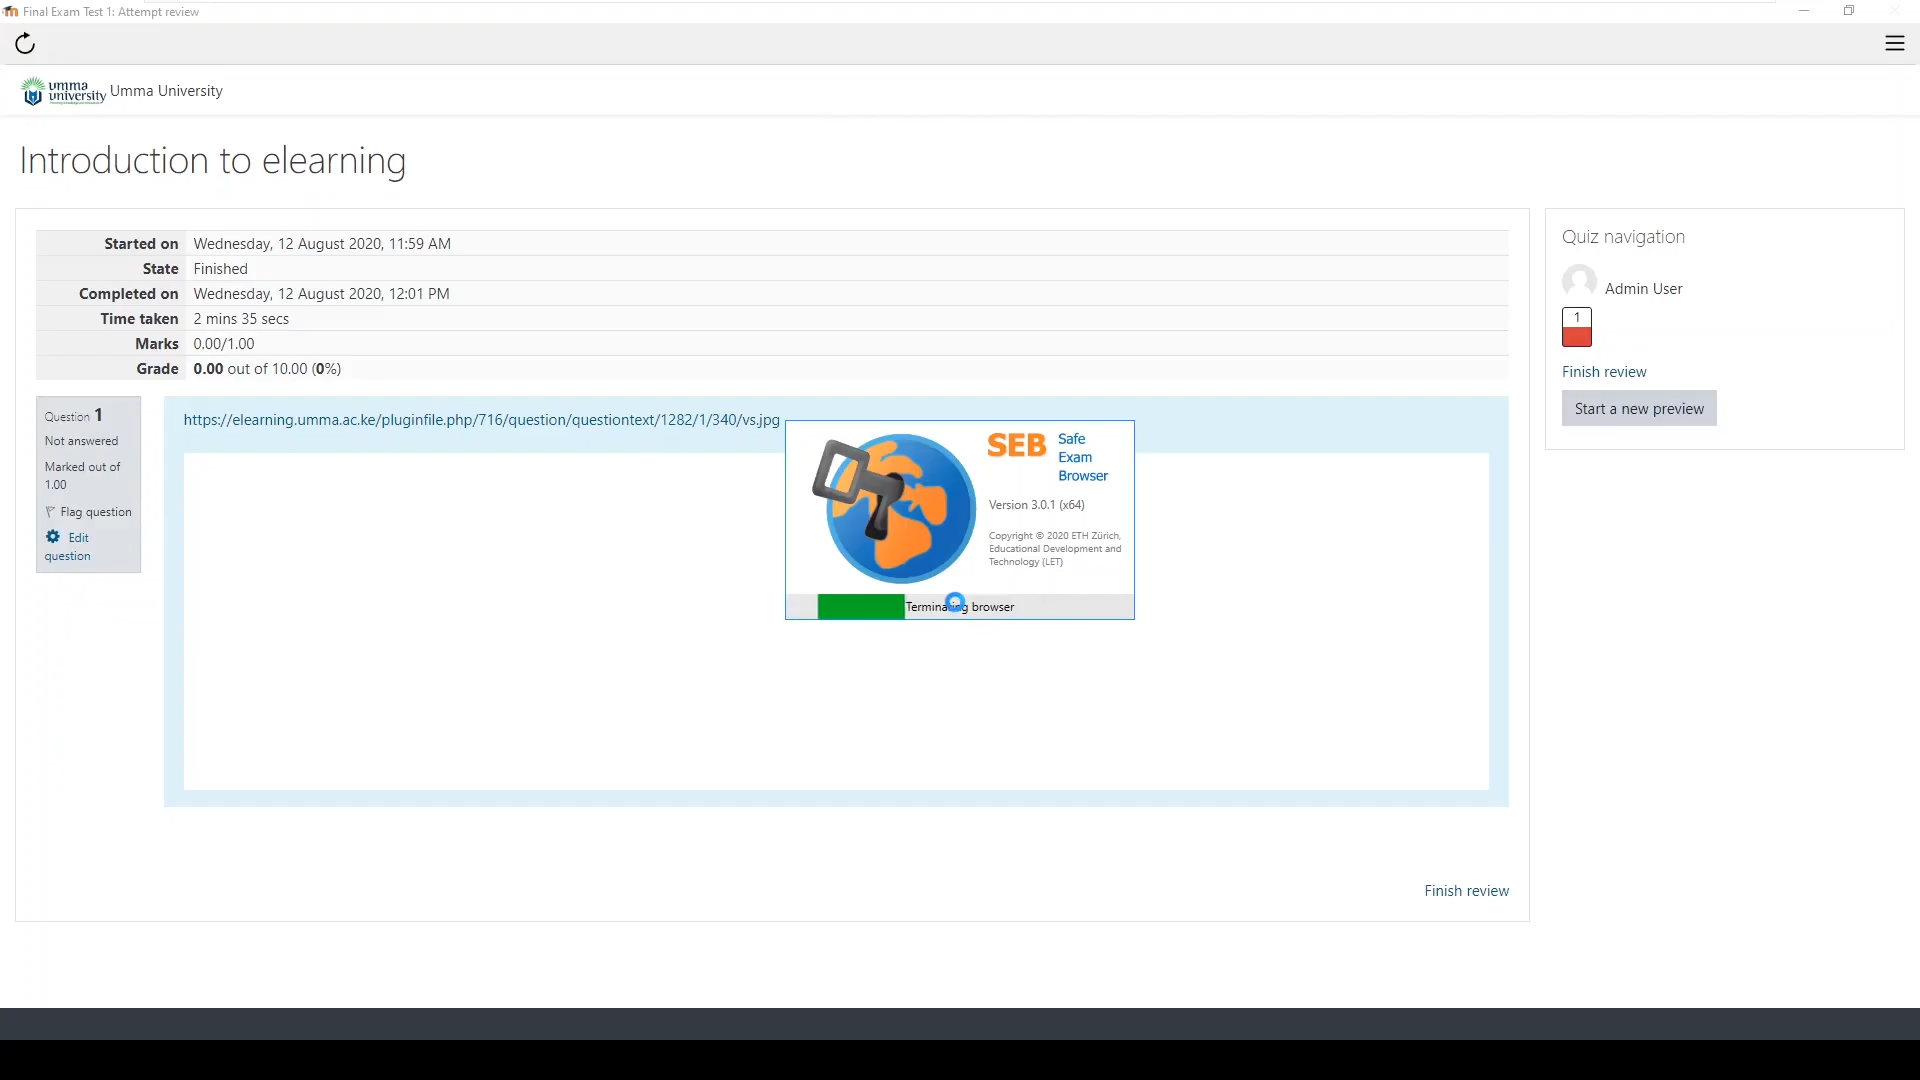 Final Exam Test 1: Attempt review
umma
university
Umma University
Introduction to elearning
Started on Wednesday, 12 August 2020, 11:59 AM
State Finished
Completed on Wednesday, 12 August 2020, 12:01 PM
Time taken 2 mins 35 secs
Marks 0.00/1.00
Grade 0.00 out of 10.00 (0%)
Question 1
Not answered
Marked out of
1.00
Flag question
Edit
question
https://elearning.umma.ac.ke/pluginfile.php/716/question/questiontext/1282/1/340/vs.jpg
SEB Safe
Exam
Browser
Version 3.0.1 (x64)
Copyright © 2020 ETH Zürich,
Educational Development and
Technology (LET)
Terminating browser
Finish review
Quiz navigation
Admin User
1
Finish review
Start a new preview